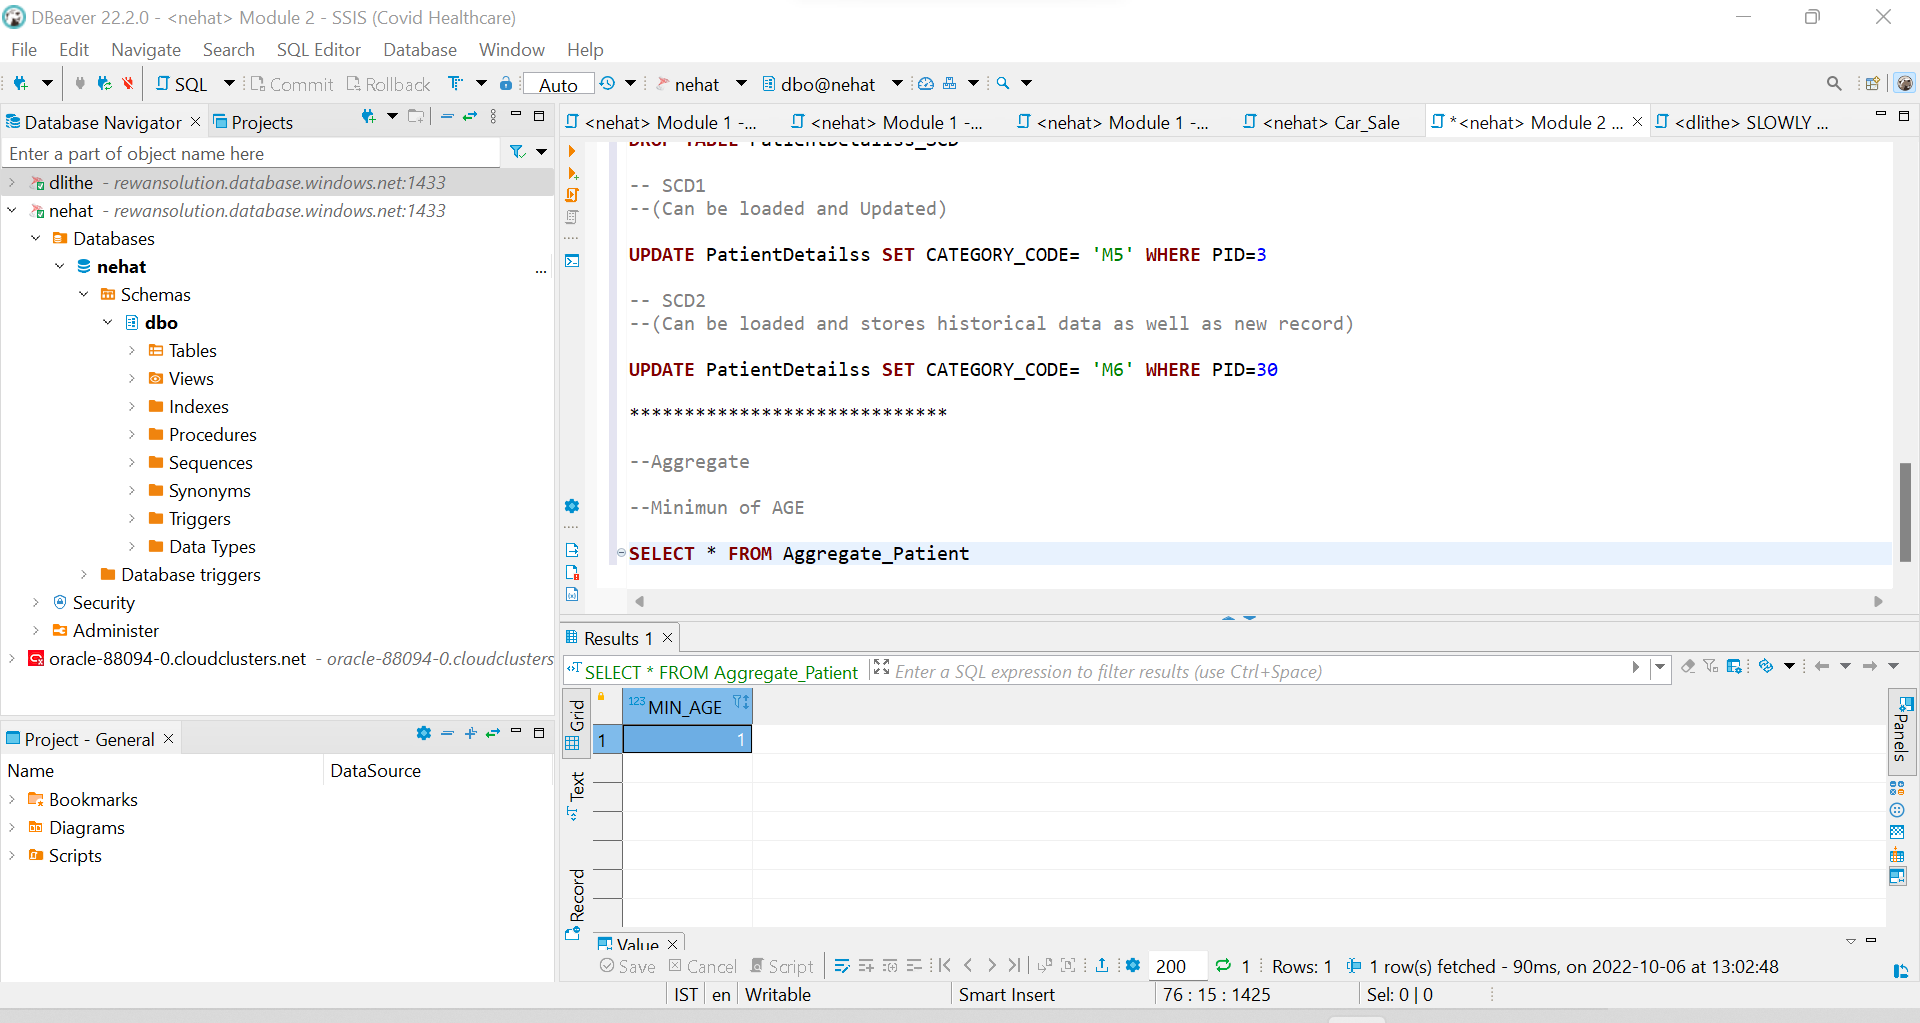 DBeaver 22.2.0 - <nehat> Module 2 - SSIS (Covid Healthcare)
File Edit Navigate Search SQL Editor Database Window Help
SQL Commit Rollback Auto nehat dbo@nehat
Database Navigator Projects
<nehat> Module 1 -... <nehat> Module 1 -... <nehat> Module 1 -... <nehat> Car_Sale *<nehat> Module 2 ... <dlithe> SLOWLY ...
Enter a part of object name here
dlithe - rewansolution.database.windows.net:1433
nehat - rewansolution.database.windows.net:1433
Databases
nehat ...
Schemas
dbo
Tables
Views
Indexes
Procedures
Sequences
Synonyms
Triggers
Data Types
Database triggers
Security
Administer
oracle-88094-0.cloudclusters.net - oracle-88094-0.cloudclusters
DROP TABLE PatientDetailss_SCD
-- SCD1
--(Can be loaded and Updated)
UPDATE PatientDetailss SET CATEGORY_CODE= 'M5' WHERE PID=3
-- SCD2
--(Can be loaded and stores historical data as well as new record)
UPDATE PatientDetailss SET CATEGORY_CODE= 'M6' WHERE PID=30
*****************************
--Aggregate
--Minimun of AGE
SELECT * FROM Aggregate_Patient
Results 1
SELECT * FROM Aggregate_Patient Enter a SQL expression to filter results (use Ctrl+Space)
Grid
Text
Record
123 MIN_AGE
1 1
Panels
Value
Save Cancel Script 200 1 Rows: 1 1 row(s) fetched - 90ms, on 2022-10-06 at 13:02:48
Project - General
Name DataSource
Bookmarks
Diagrams
Scripts
IST en Writable Smart Insert 76 : 15 : 1425 Sel: 0 | 0